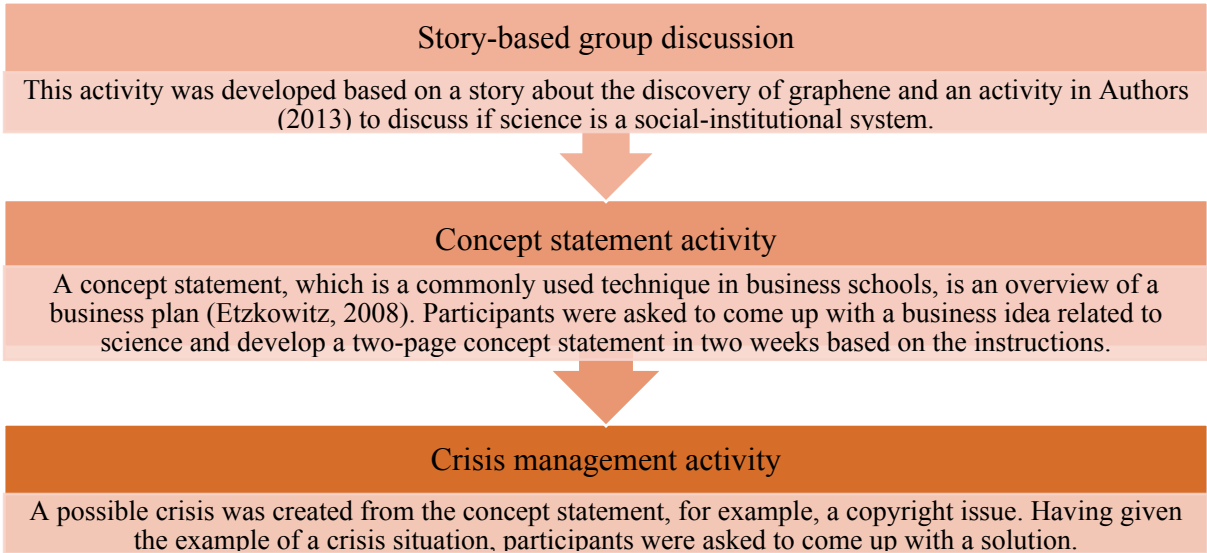 Story-based group discussion
This activity was developed based on a story about the discovery of graphene and an activity in Authors
(2013) to discuss if science is a social-institutional system.
Concept statement activity
A concept statement, which is a commonly used technique in business schools, is an overview of a
business plan (Etzkowitz, 2008). Participants were asked to come up with a business idea related to
science and develop a two-page concept statement in two weeks based on the instructions.
Crisis management activity
A possible crisis was created from the concept statement, for example, a copyright issue. Having given
the example of a crisis situation, participants were asked to come up with a solution.